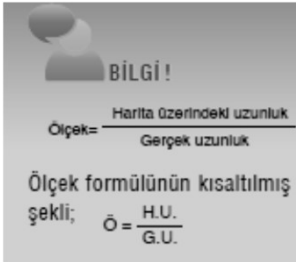 BİLGİ !
Ölçek= Harita üzerindeki uzunluk
Gerçek uzunluk
Ölçek formülünün kısaltılmış
şekli; Ö = H.U.
G.U.